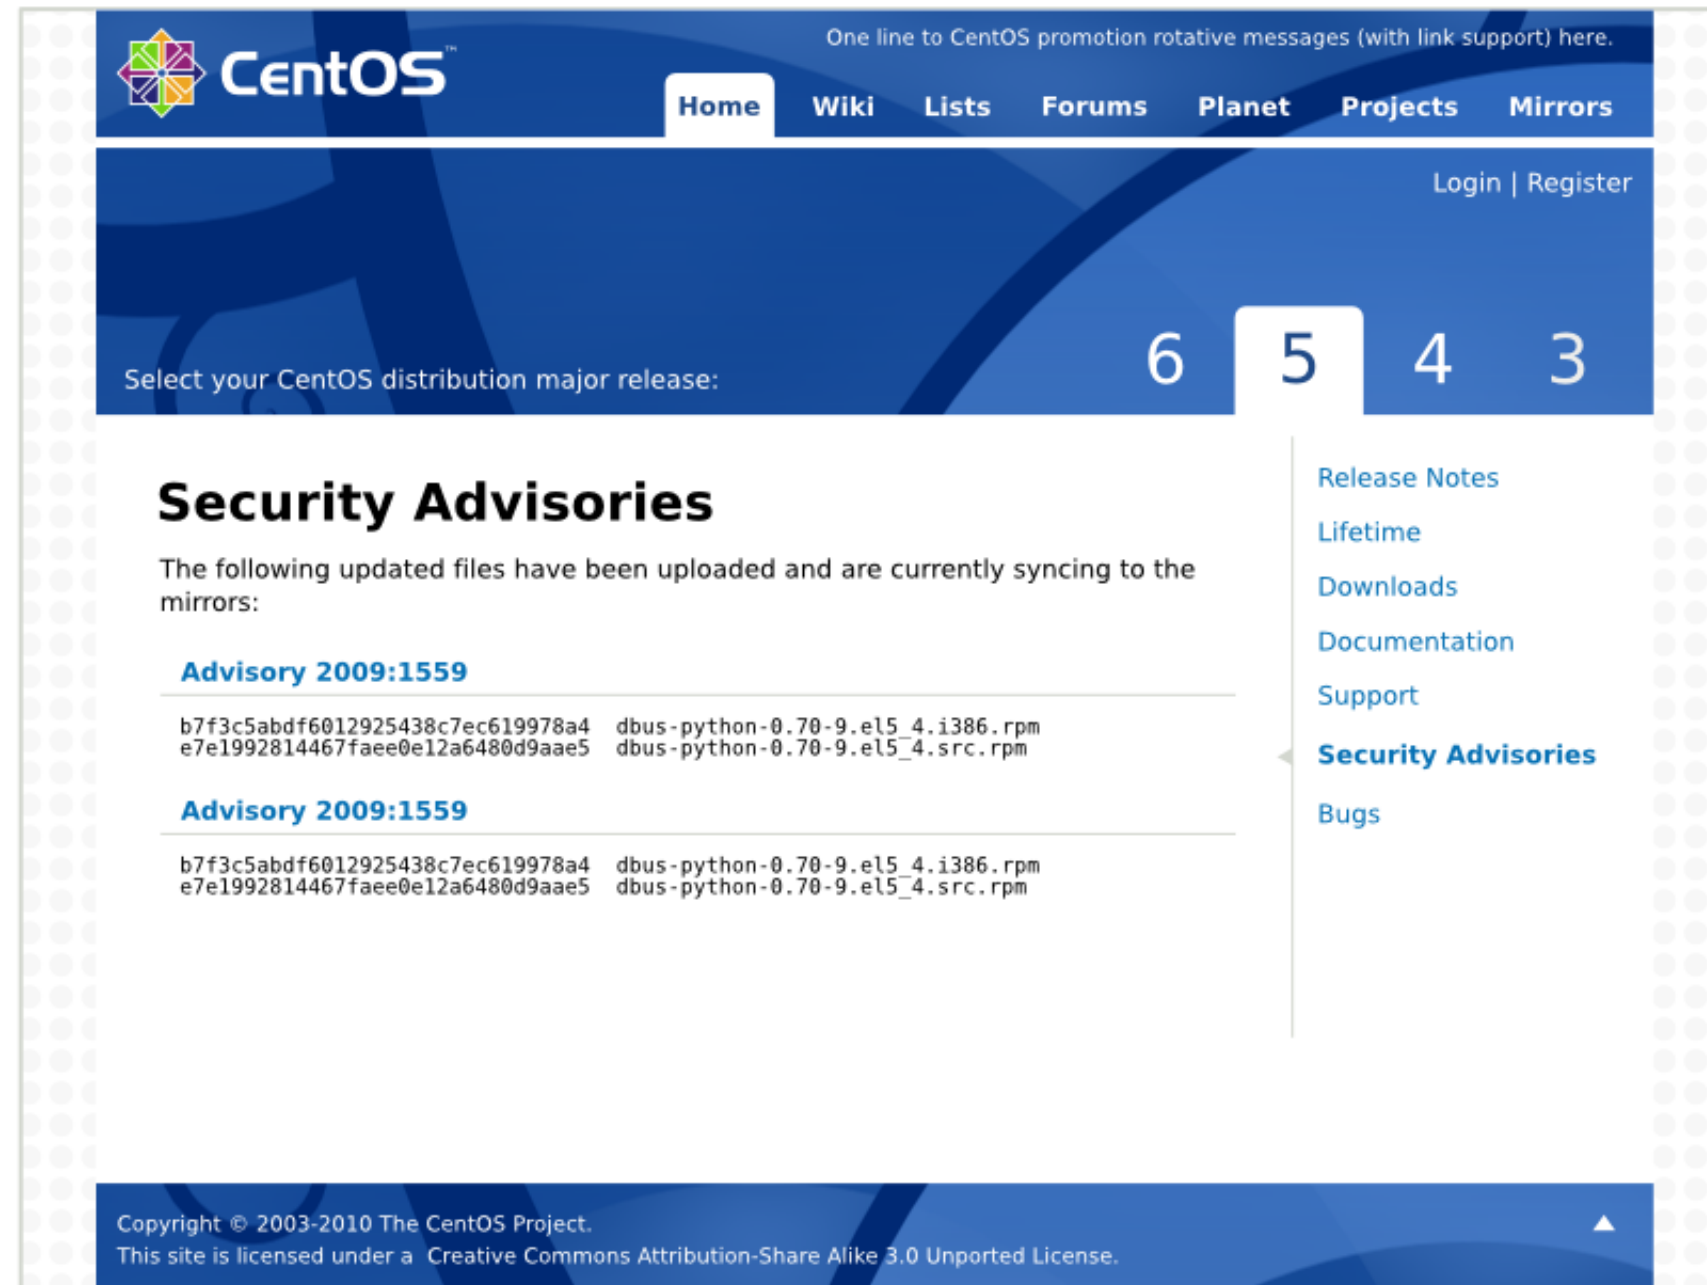 CentOS™
One line to CentOS promotion rotative messages (with link support) here.
Home Wiki Lists Forums Planet Projects Mirrors
Login | Register
Select your CentOS distribution major release:
6 5 4 3
Security Advisories
The following updated files have been uploaded and are currently syncing to the
mirrors:
Advisory 2009:1559
b7f3c5abdf6012925438c7ec619978a4 dbus-python-0.70-9.el5_4.i386.rpm
e7e1992814467faee0e12a6480d9aae5 dbus-python-0.70-9.el5_4.src.rpm
Advisory 2009:1559
b7f3c5abdf6012925438c7ec619978a4 dbus-python-0.70-9.el5_4.i386.rpm
e7e1992814467faee0e12a6480d9aae5 dbus-python-0.70-9.el5_4.src.rpm
Release Notes
Lifetime
Downloads
Documentation
Support
Security Advisories
Bugs
Copyright © 2003-2010 The CentOS Project.
This site is licensed under a Creative Commons Attribution-Share Alike 3.0 Unported License.